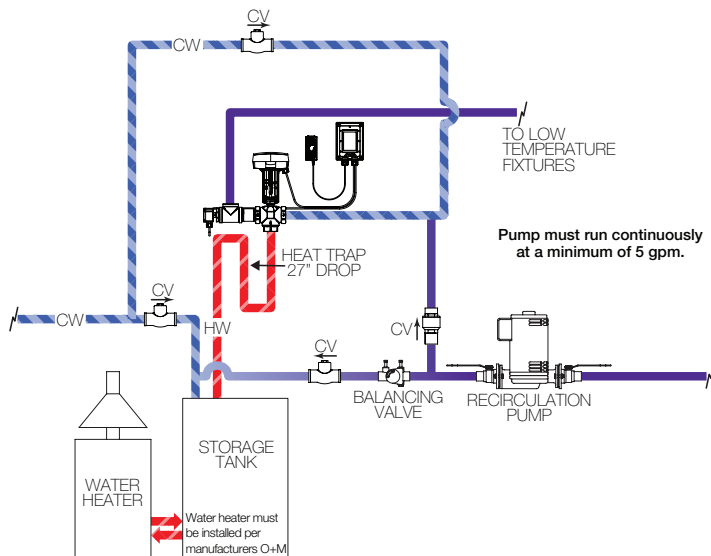 CV
CW
TO LOW
TEMPERATURE
FIXTURES
Pump must run continuously
at a minimum of 5 gpm.
HEAT TRAP
27" DROP
CV
CW
HW
CV
CV
BALANCING
VALVE
RECIRCULATION
PUMP
STORAGE
TANK
WATER
HEATER
Water heater must
be installed per
manufacturers O+M